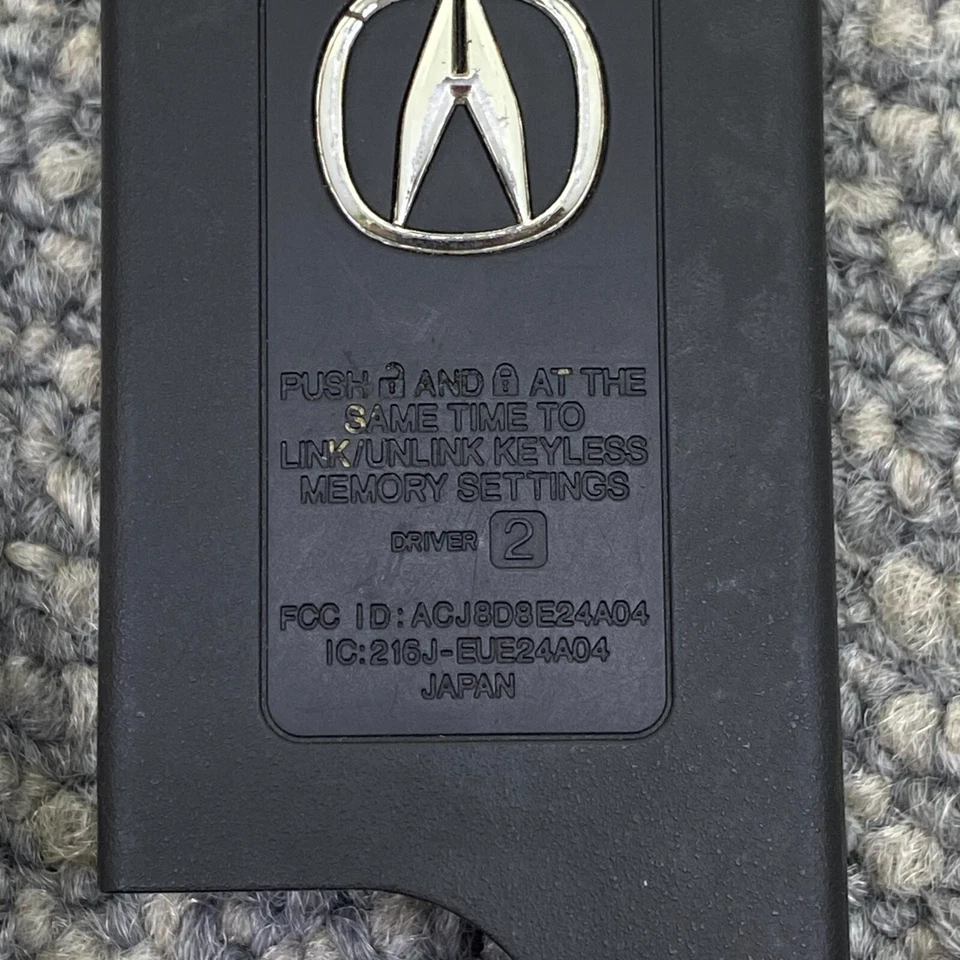 PUSH 🔓 AND 🔒 AT THE
SAME TIME TO
LINK/UNLINK KEYLESS
MEMORY SETTINGS
DRIVER 2
FCC ID:ACJ8D8E24A04
IC:216J-EUE24A04
JAPAN